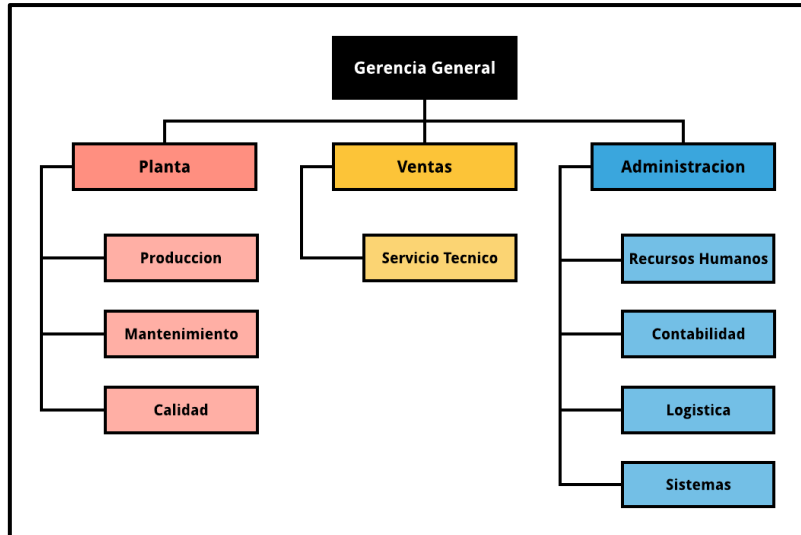 Gerencia General
Planta
Ventas
Administracion
Produccion
Servicio Tecnico
Recursos Humanos
Mantenimiento
Contabilidad
Calidad
Logistica
Sistemas